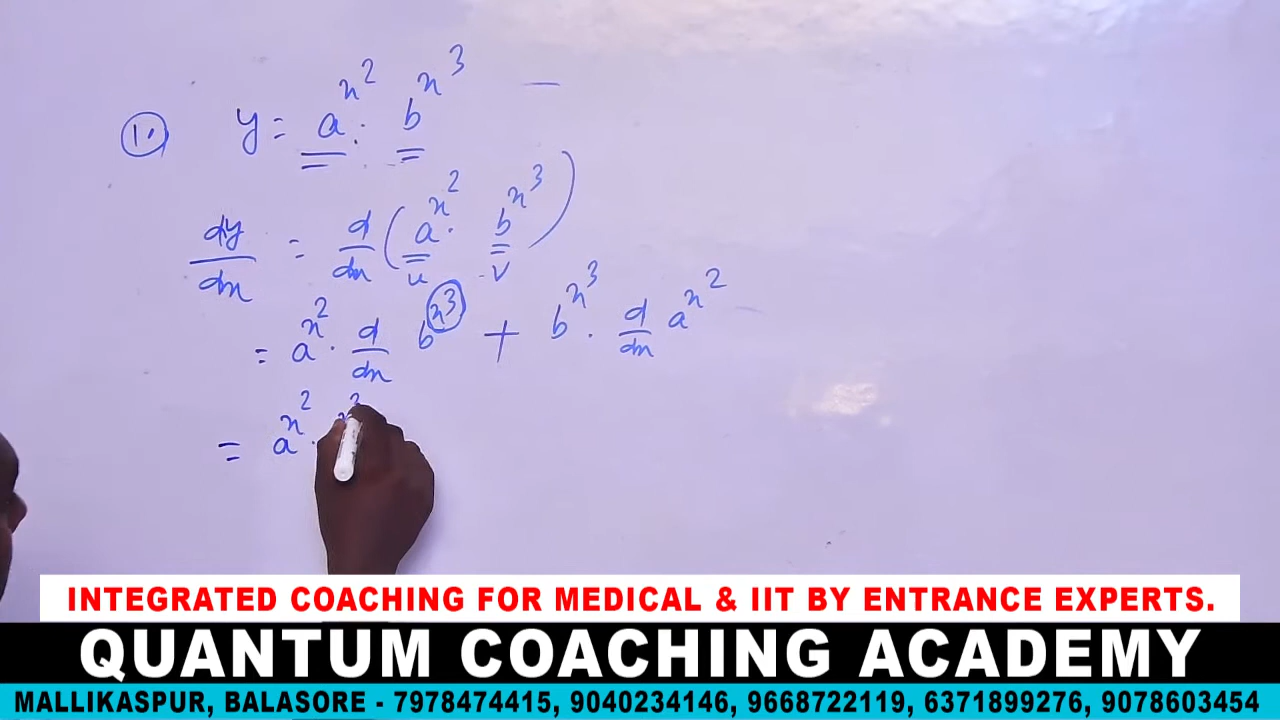 10. y = a^x^2 . b^x^3
dy/dx = d/dx (a^x^2 . b^x^3)
u v
= a^x^2 . d/dx b^x^3 + b^x^3 . d/dx a^x^2
= a^x^2 .
INTEGRATED COACHING FOR MEDICAL & IIT BY ENTRANCE EXPERTS.
QUANTUM COACHING ACADEMY
MALLIKASPUR, BALASORE - 7978474415, 9040234146, 9668722119, 6371899276, 9078603454